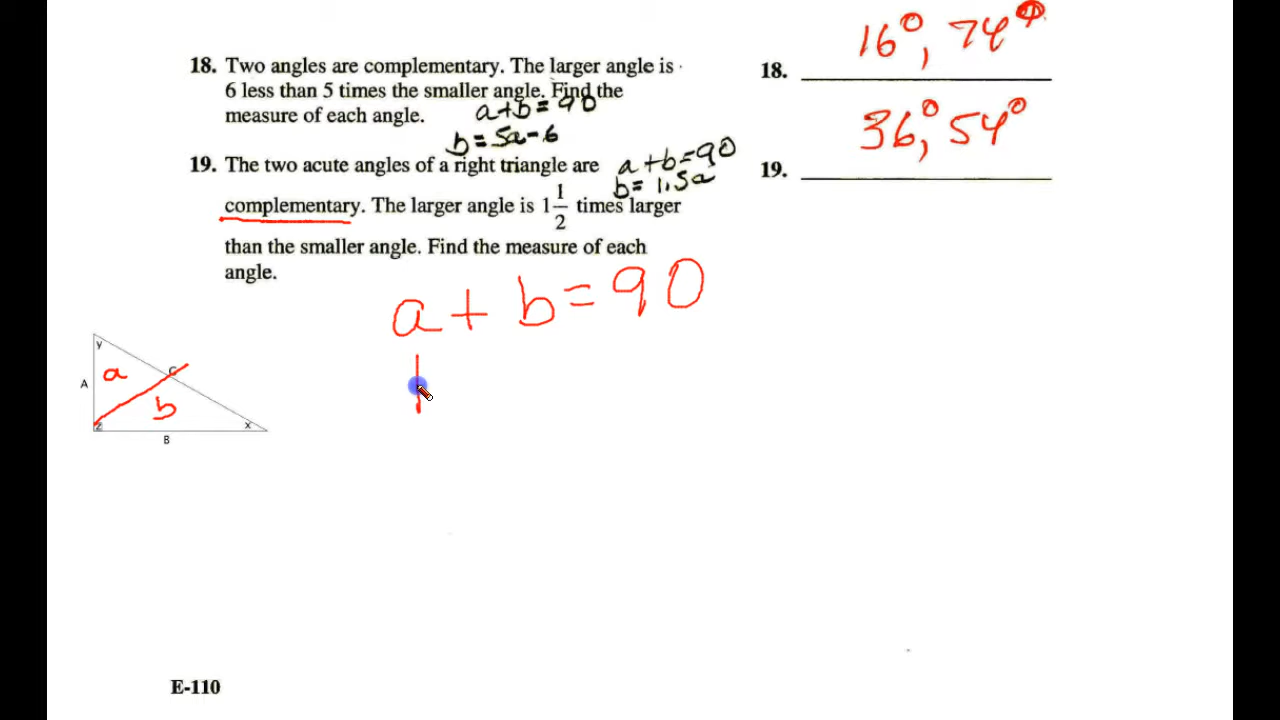 16°, 74°
18. Two angles are complementary. The larger angle is
6 less than 5 times the smaller angle. Find the
measure of each angle.
a+b=90
b=5a-6
18.
36°, 54°
19. The two acute angles of a right triangle are
a+b=90
b=1.5a
19.
complementary. The larger angle is 1 1/2 times larger
than the smaller angle. Find the measure of each
angle.
a + b = 90
y
A
a
C
b
z
x
B
E-110